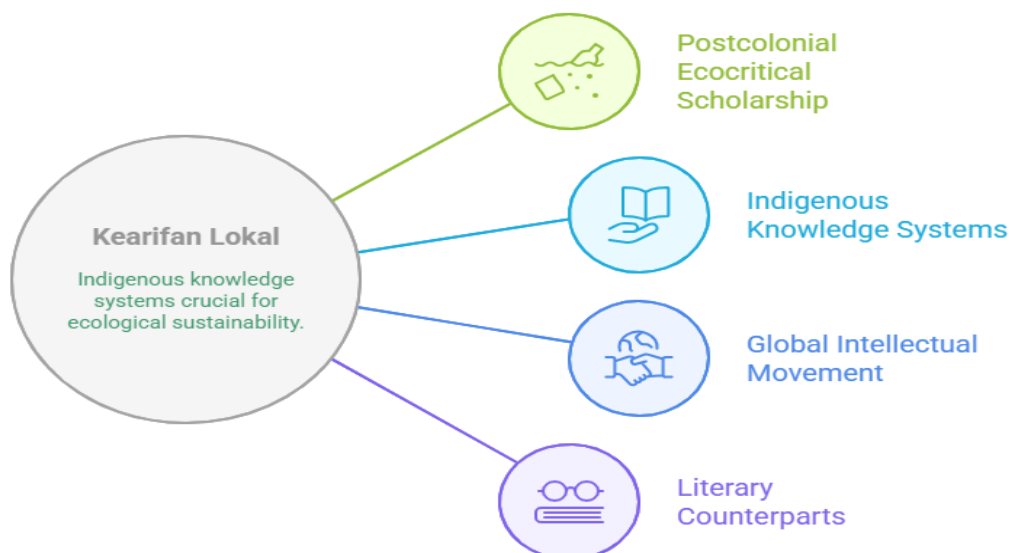 Kearifan Lokal
Indigenous knowledge
systems crucial for
ecological sustainability.
Postcolonial
Ecocritical
Scholarship
Indigenous
Knowledge Systems
Global Intellectual
Movement
Literary
Counterparts